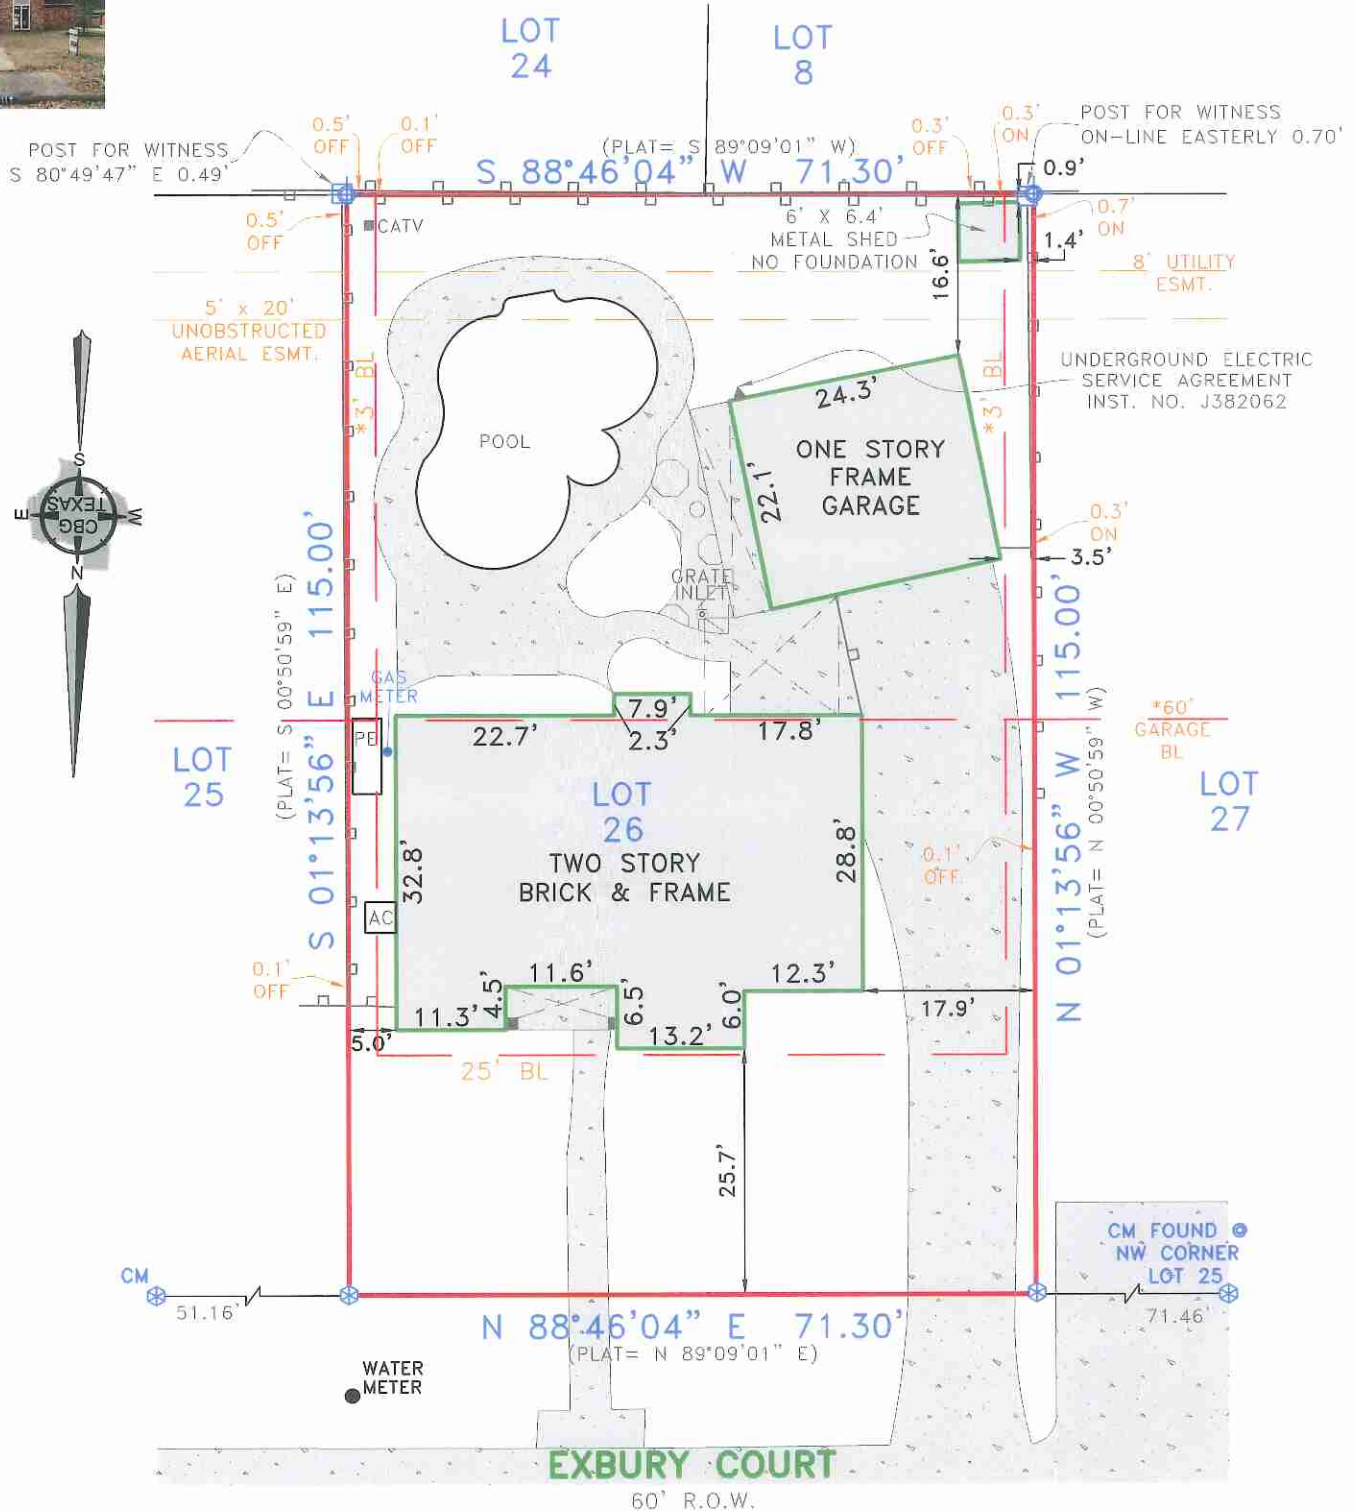 LOT
24
LOT
8
POST FOR WITNESS
S 80°49'47" E 0.49'
0.5'
OFF
0.1'
OFF
(PLAT= S 89°09'01" W)
S 88°46'04" W 71.30'
0.3'
OFF
0.3'
ON
POST FOR WITNESS
ON-LINE EASTERLY 0.70'
0.9'
0.5'
OFF
CATV
6' X 6.4'
METAL SHED
NO FOUNDATION
16.6'
0.7'
ON
1.4'
8' UTILITY
ESMT.
5' x 20'
UNOBSTRUCTED
AERIAL ESMT.
*3' BL
*3' BL
UNDERGROUND ELECTRIC
SERVICE AGREEMENT
INST. NO. J382062
24.3'
22.1'
ONE STORY
FRAME
GARAGE
POOL
S
E
W
N
CBG
TEXAS
0.3'
ON
3.5'
GRATE
INLET
S 01°13'56" E 115.00'
(PLAT= S 00°50'59" E)
N 01°13'56" W 115.00'
(PLAT= N 00°50'59" W)
GAS
METER
PE
7.9'
22.7'
2.3'
17.8'
*60'
GARAGE
BL
LOT
25
LOT
26
LOT
27
TWO STORY
BRICK & FRAME
32.8'
28.8'
0.1'
OFF
AC
0.1'
OFF
11.6'
12.3'
4.5'
6.5'
6.0'
11.3'
13.2'
17.9'
5.0'
25' BL
25.7'
CM FOUND
NW CORNER
LOT 25
CM
51.16'
71.46'
N 88°46'04" E 71.30'
(PLAT= N 89°09'01" E)
WATER
METER
EXBURY COURT
60' R.O.W.